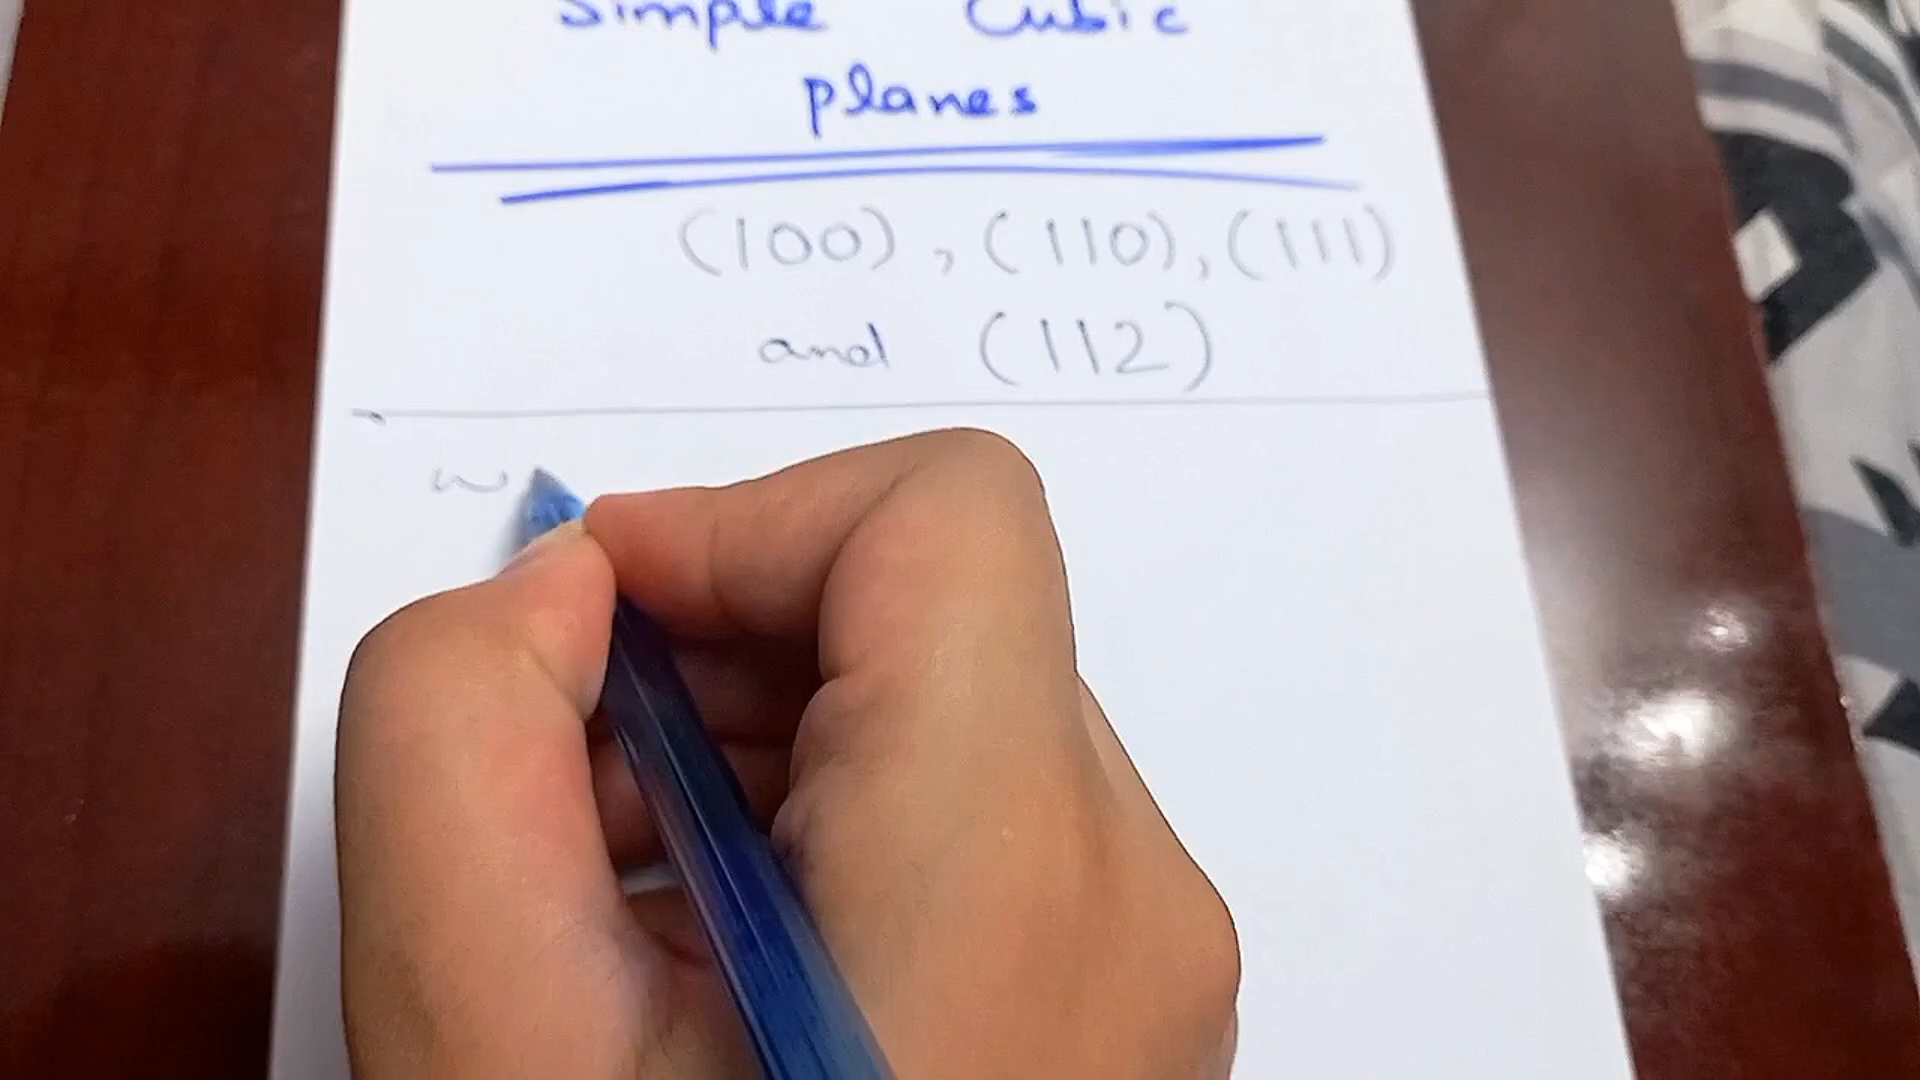 Simple Cubic
planes
(100), (110), (111)
and (112)
w